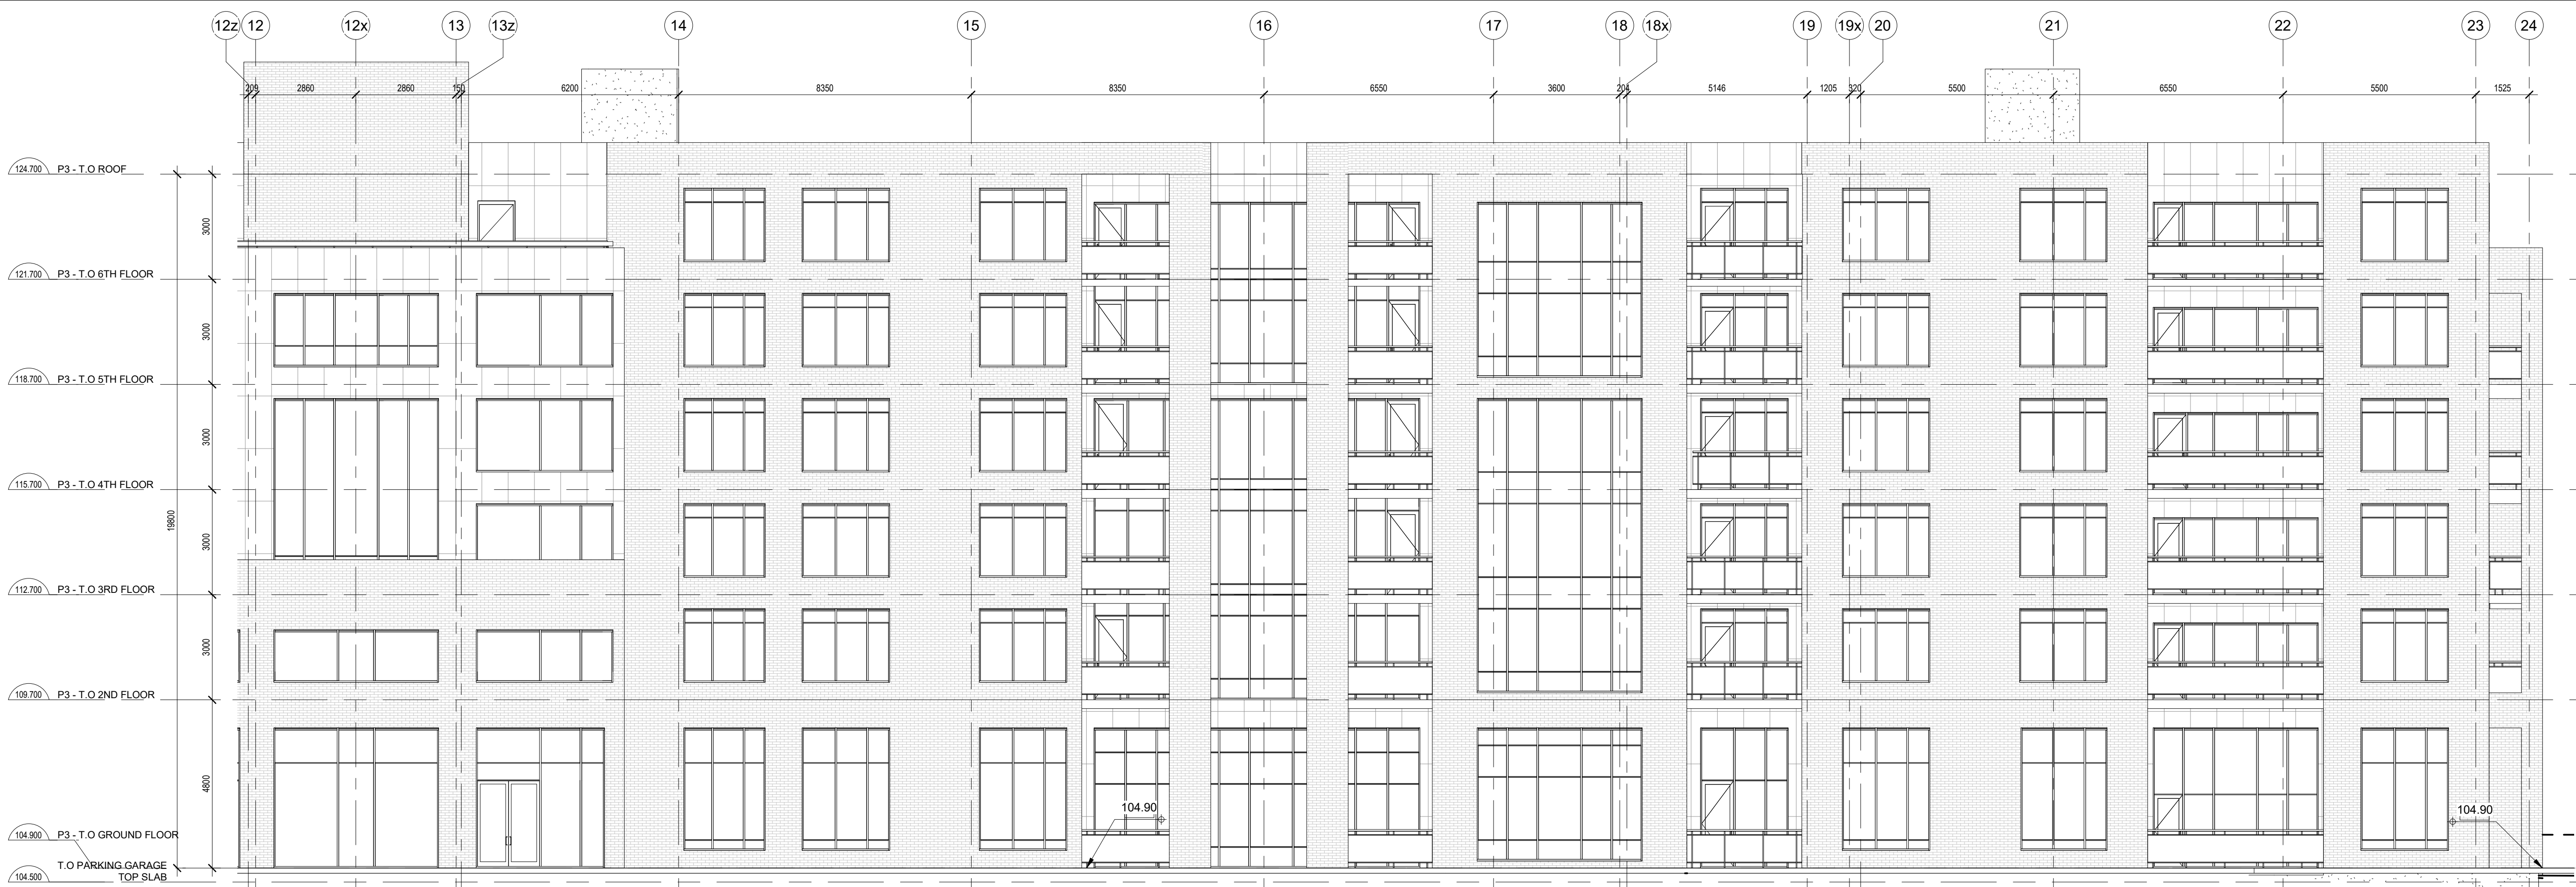 12z 12 12x 13 13z 14 15 16 17 18 18x 19 19x 20 21 22 23 24
209 2860 2860 150 6200 8350 8350 6550 3600 204 5146 1205 320 5500 6550 5500 1525
124.700 P3 - T.O ROOF
3000
121.700 P3 - T.O 6TH FLOOR
3000
118.700 P3 - T.O 5TH FLOOR
3000
115.700 P3 - T.O 4TH FLOOR
19800
3000
112.700 P3 - T.O 3RD FLOOR
3000
109.700 P3 - T.O 2ND FLOOR
4800
104.90 104.90
104.900 P3 - T.O GROUND FLOOR
T.O PARKING GARAGE
104.500 TOP SLAB